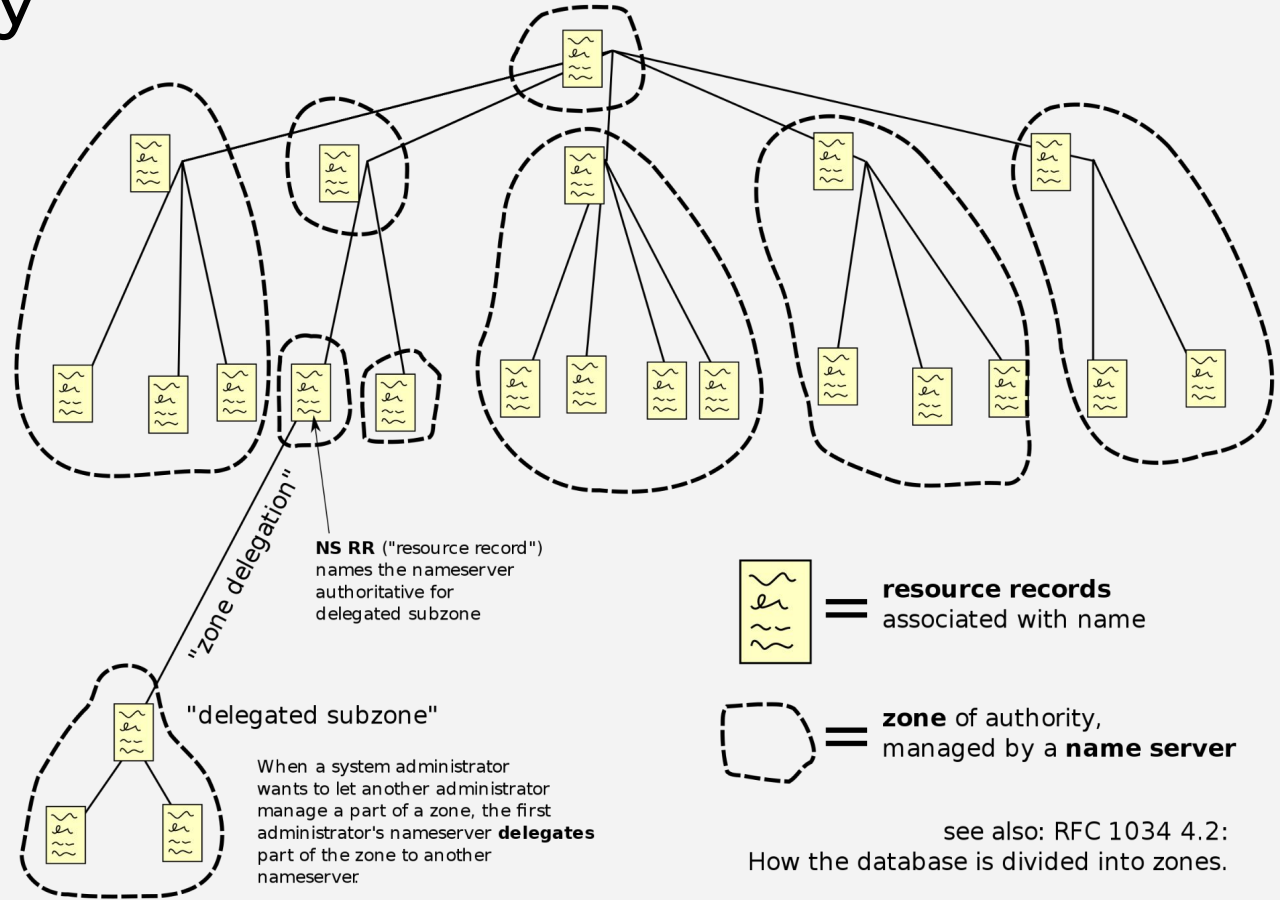 y
"zone delegation"
NS RR ("resource record")
names the nameserver
authoritative for
delegated subzone
resource records
associated with name
"delegated subzone"
zone of authority,
managed by a name server
When a system administrator
wants to let another administrator
manage a part of a zone, the first
administrator's nameserver delegates
part of the zone to another
nameserver.
see also: RFC 1034 4.2:
How the database is divided into zones.